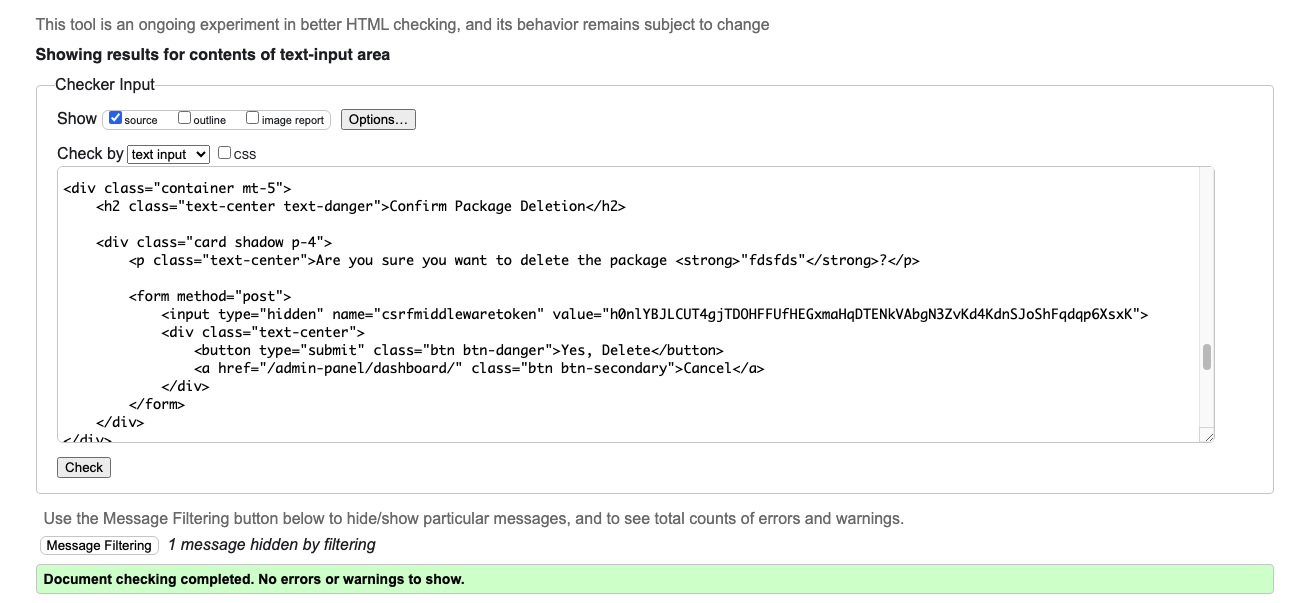 This tool is an ongoing experiment in better HTML checking, and its behavior remains subject to change
Showing results for contents of text-input area
Checker Input
Show source outline image report Options...
Check by text input css
<div class="container mt-5">
<h2 class="text-center text-danger">Confirm Package Deletion</h2>
<div class="card shadow p-4">
<p class="text-center">Are you sure you want to delete the package <strong>"fdsfds"</strong>?</p>
<form method="post">
<input type="hidden" name="csrfmiddlewaretoken" value="h0nlYBJLCUT4gjTDOHFFUfHEGxmaHqDTENkVAbgN3ZvKd4KdnSJoShFqdqp6XsxK">
<div class="text-center">
<button type="submit" class="btn btn-danger">Yes, Delete</button>
<a href="/admin-panel/dashboard/" class="btn btn-secondary">Cancel</a>
</div>
</form>
</div>
</div>
Check
Use the Message Filtering button below to hide/show particular messages, and to see total counts of errors and warnings.
Message Filtering 1 message hidden by filtering
Document checking completed. No errors or warnings to show.